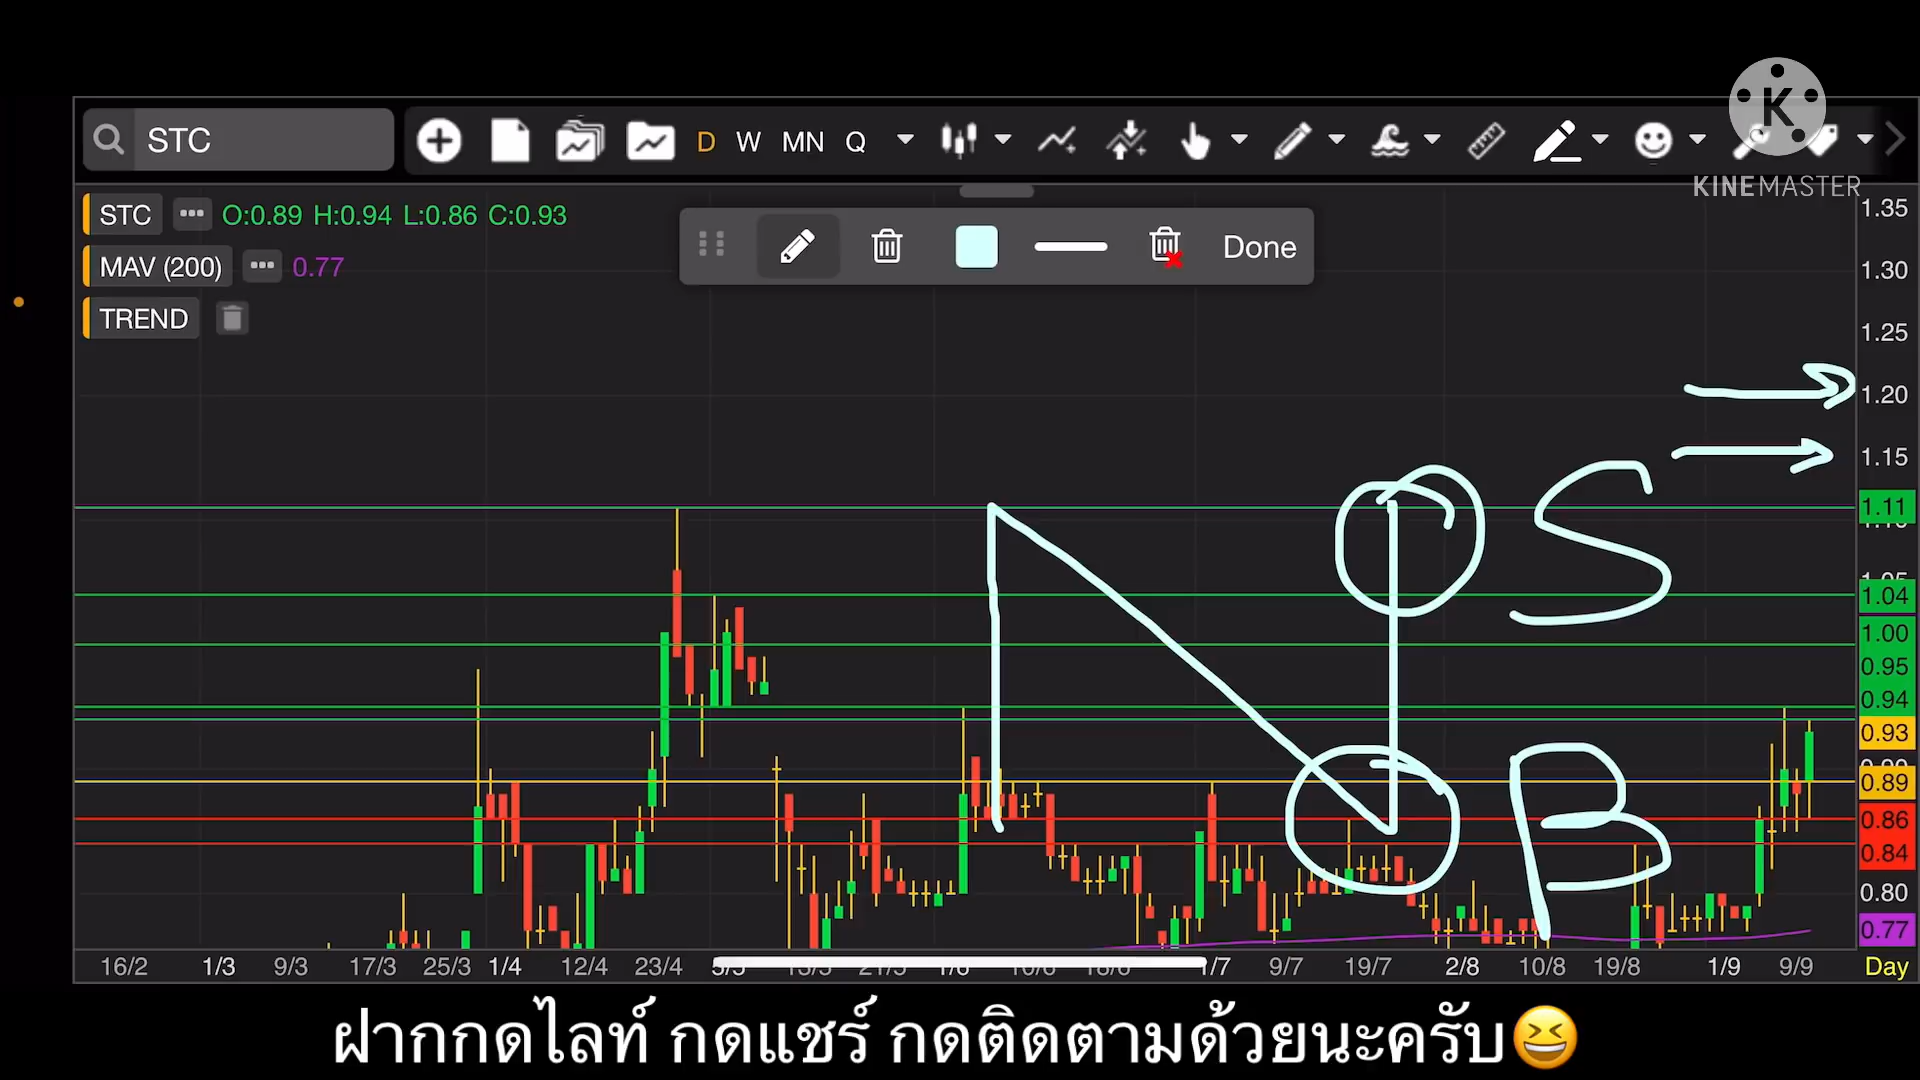 STC D W MN Q
KINEMASTER
STC O:0.89 H:0.94 L:0.86 C:0.93
MAV (200) 0.77
TREND
Done
1.35
1.30
1.25
1.20
1.15
1.11
1.04
1.00
0.95
0.94
0.93
0.89
0.86
0.84
0.80
0.77
S
B
16/2 1/3 9/3 17/3 25/3 1/4 12/4 23/4 1/7 9/7 19/7 2/8 10/8 19/8 1/9 9/9 Day
ฝากกดไลท์ กดแชร์ กดติดตามด้วยนะครับ😆